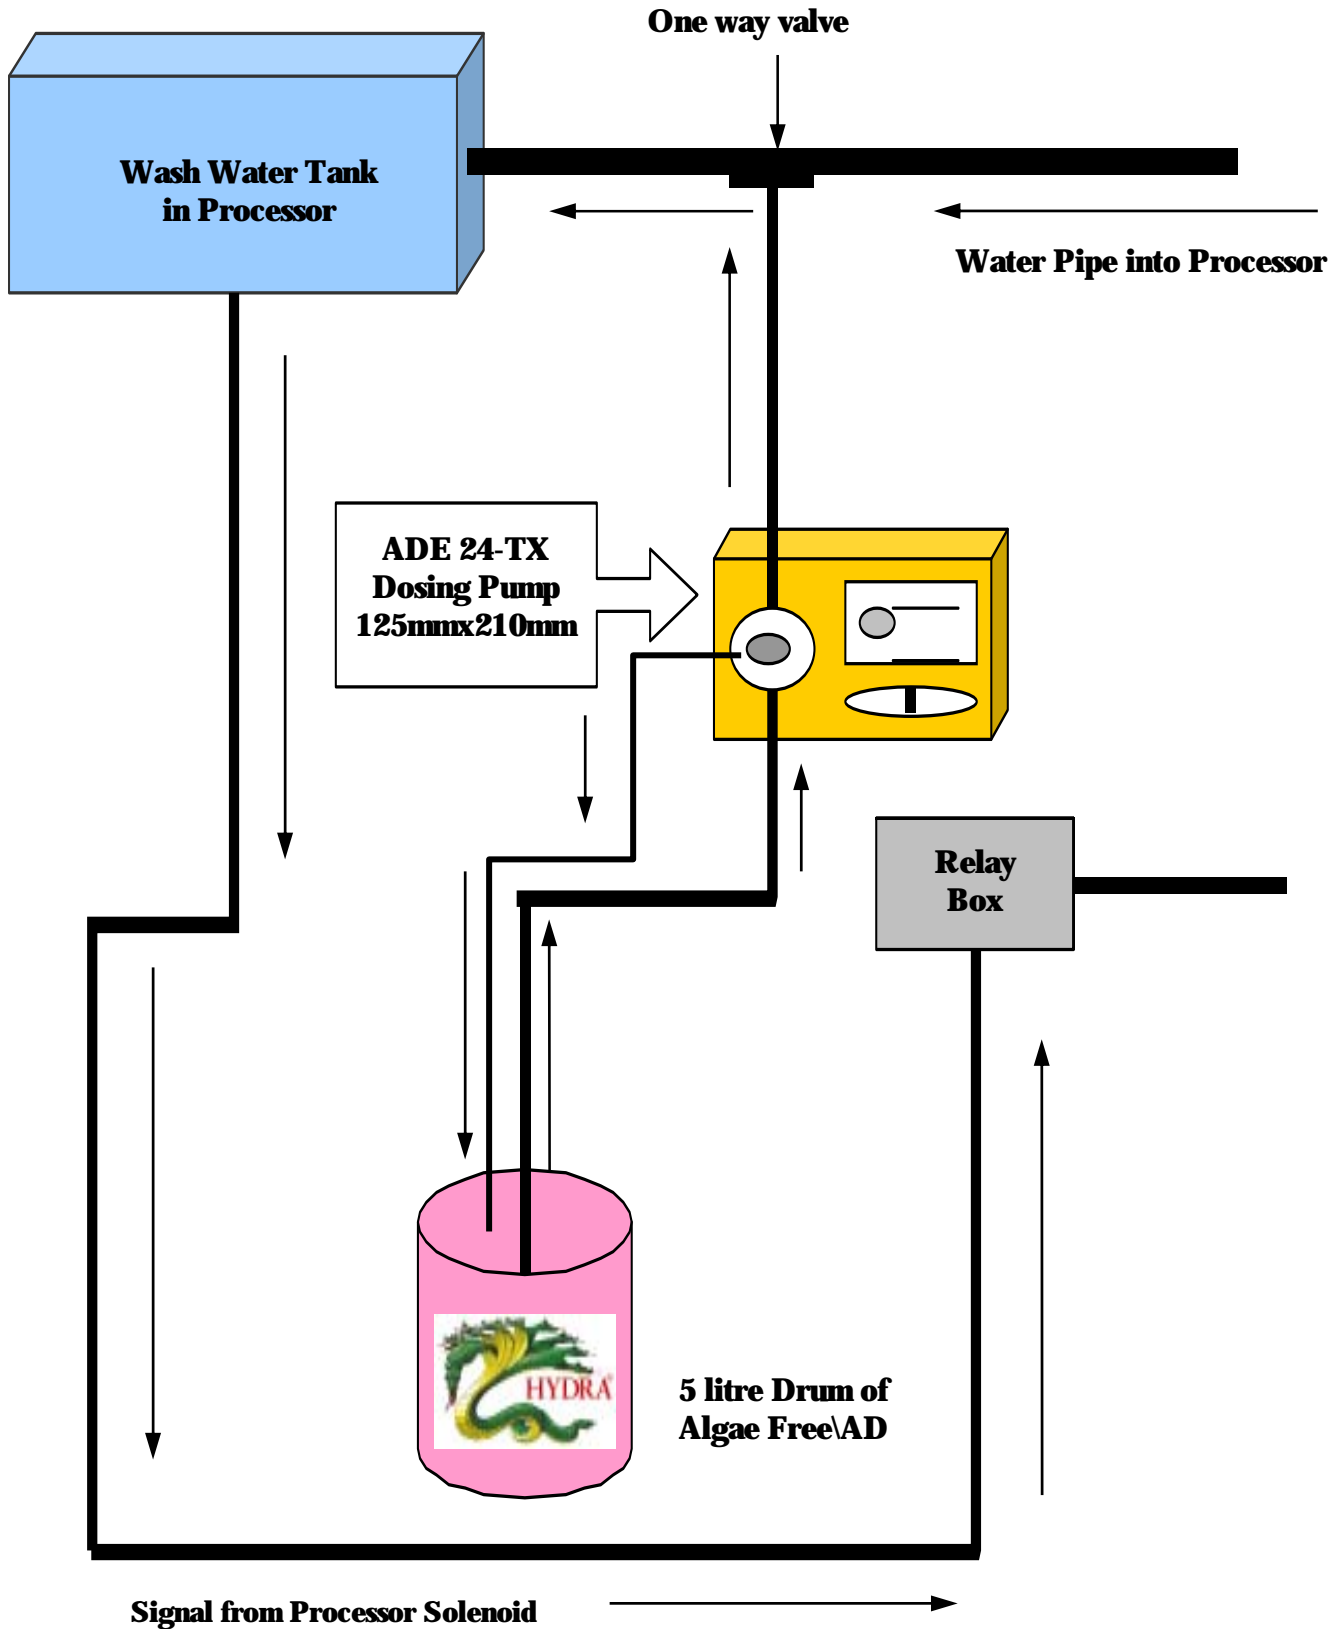 One way valve
Wash Water Tank
in Processor
Water Pipe into Processor
ADE 24-TX
Dosing Pump
125mmx210mm
Relay
Box
HYDRA
5 litre Drum of
Algae Free\AD
Signal from Processor Solenoid